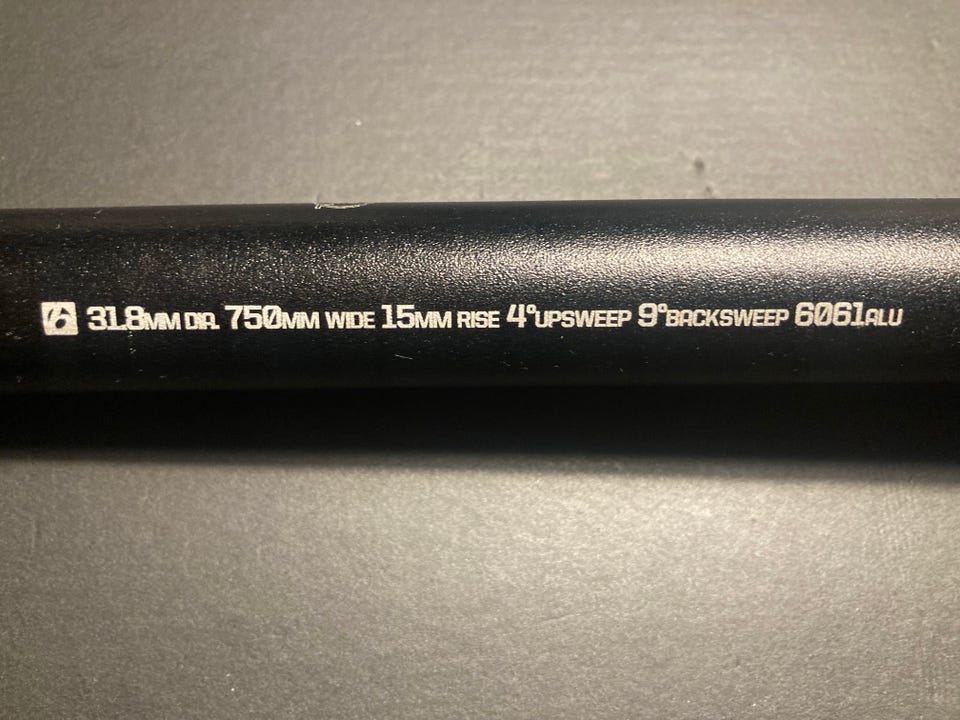 31.8MM DIA. 750MM WIDE 15MM RISE 4°UPSWEEP 9°BACKSWEEP 6061ALU